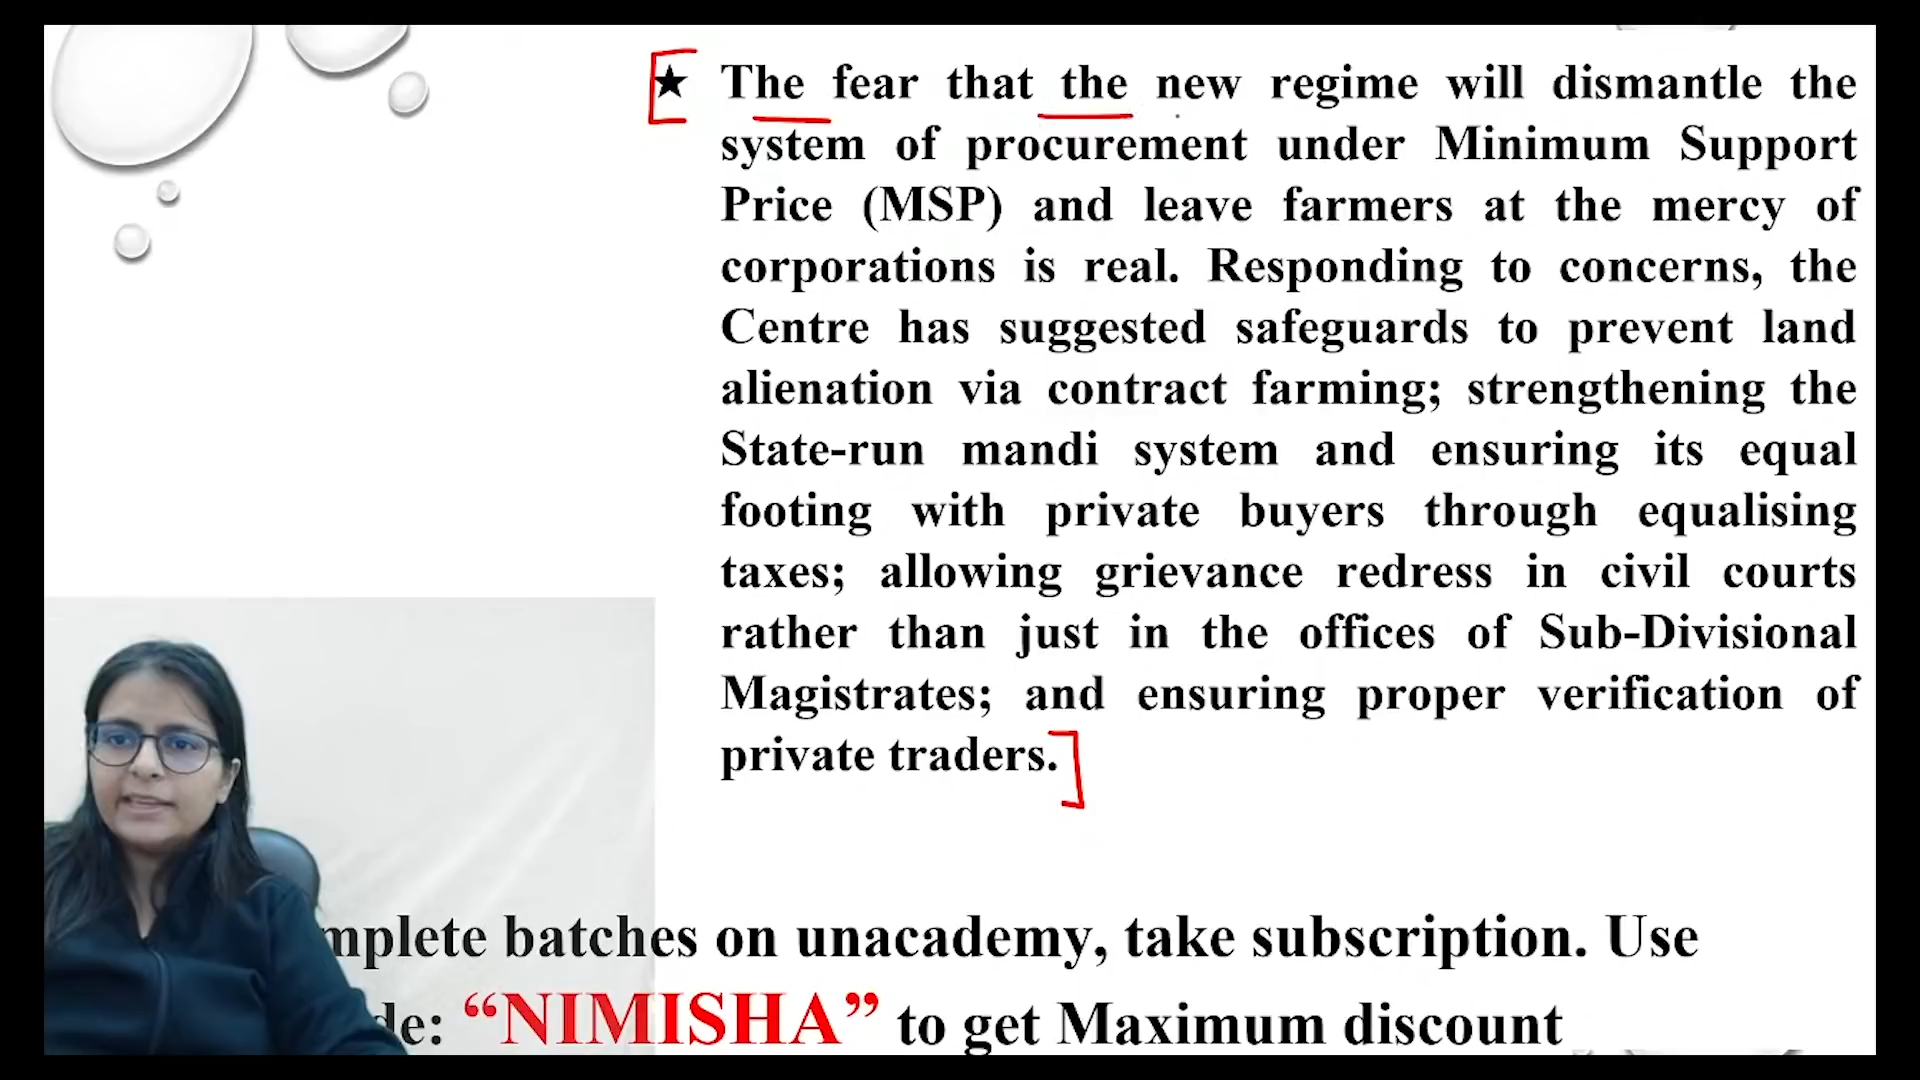 ★ The fear that the new regime will dismantle the
system of procurement under Minimum Support
Price (MSP) and leave farmers at the mercy of
corporations is real. Responding to concerns, the
Centre has suggested safeguards to prevent land
alienation via contract farming; strengthening the
State-run mandi system and ensuring its equal
footing with private buyers through equalising
taxes; allowing grievance redress in civil courts
rather than just in the offices of Sub-Divisional
Magistrates; and ensuring proper verification of
private traders.
batches on unacademy, take subscription. Use
“NIMISHA” to get Maximum discount